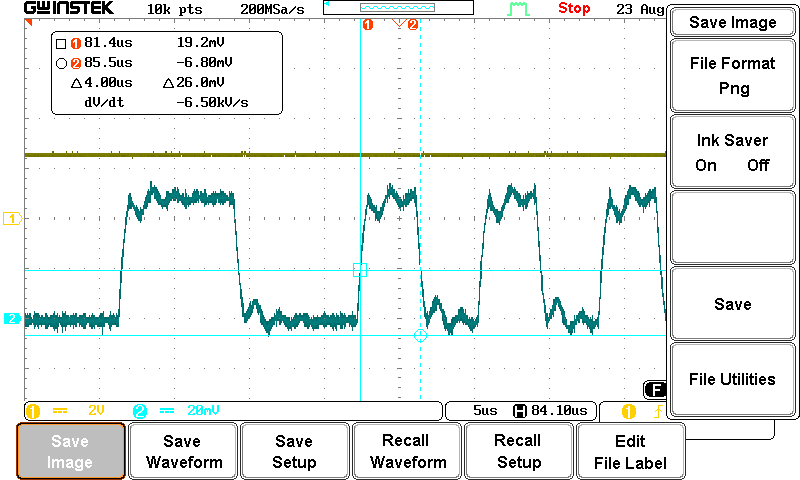 GWINSTEK 10k pts 200MSa/s Stop 23 Aug
1 2
1 81.4us 19.2mV
2 85.5us -6.80mV
△4.00us △26.0mV
dV/dt -6.50kV/s
1
2
F
1 2V 2 20mV 5us H 84.10us 1
Save Image
File Format
Png
Ink Saver
On Off
Save
File Utilities
Save Image
Save Waveform
Save Setup
Recall Waveform
Recall Setup
Edit File Label